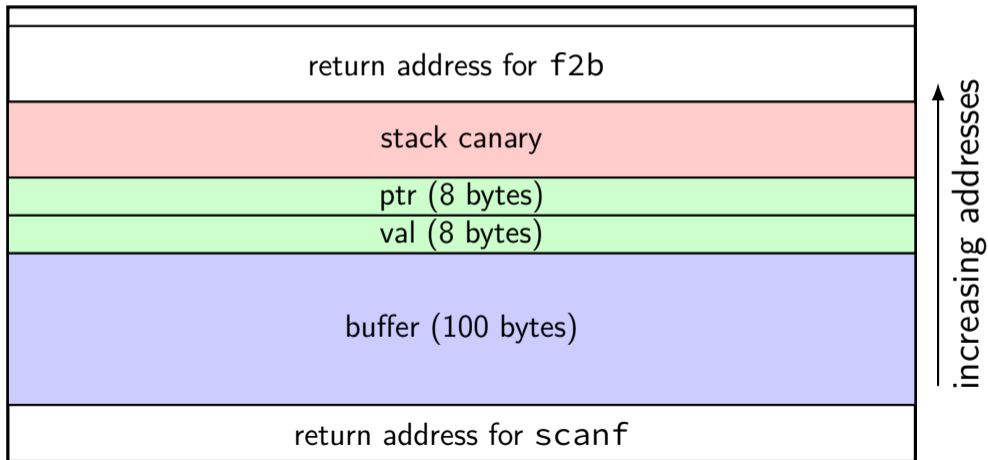 return address for f2b
stack canary
ptr (8 bytes)
val (8 bytes)
buffer (100 bytes)
return address for scanf
increasing addresses